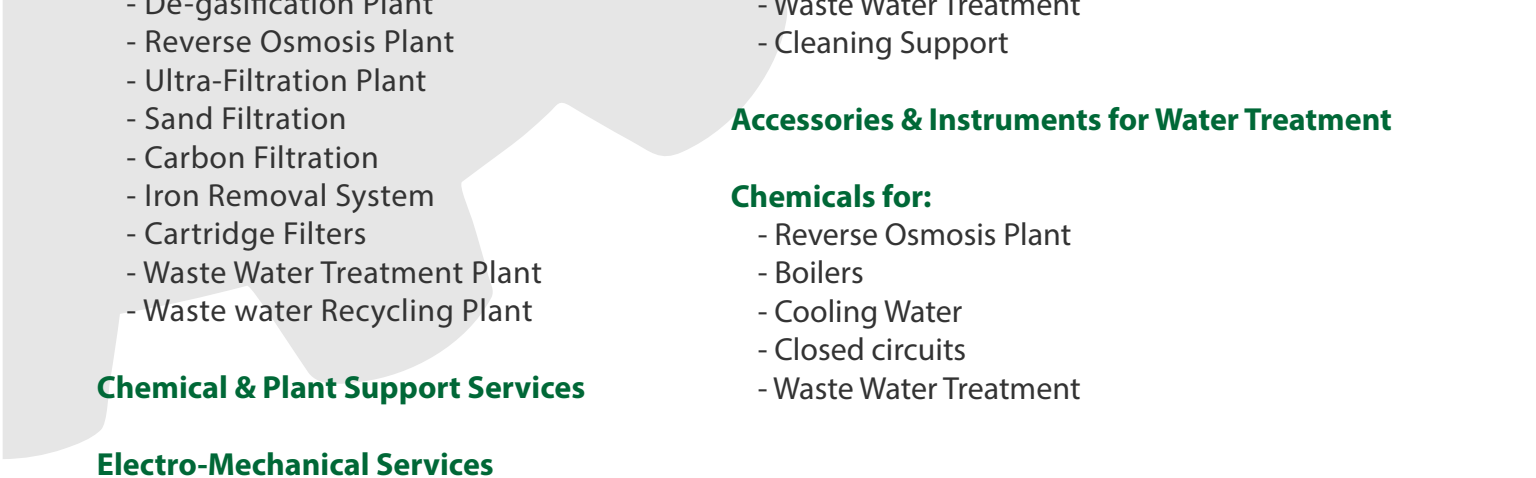 - De-gasification Plant
- Reverse Osmosis Plant
- Ultra-Filtration Plant
- Sand Filtration
- Carbon Filtration
- Iron Removal System
- Cartridge Filters
- Waste Water Treatment Plant
- Waste water Recycling Plant
Chemical & Plant Support Services
Electro-Mechanical Services
- Waste Water Treatment
- Cleaning Support
Accessories & Instruments for Water Treatment
Chemicals for:
- Reverse Osmosis Plant
- Boilers
- Cooling Water
- Closed circuits
- Waste Water Treatment